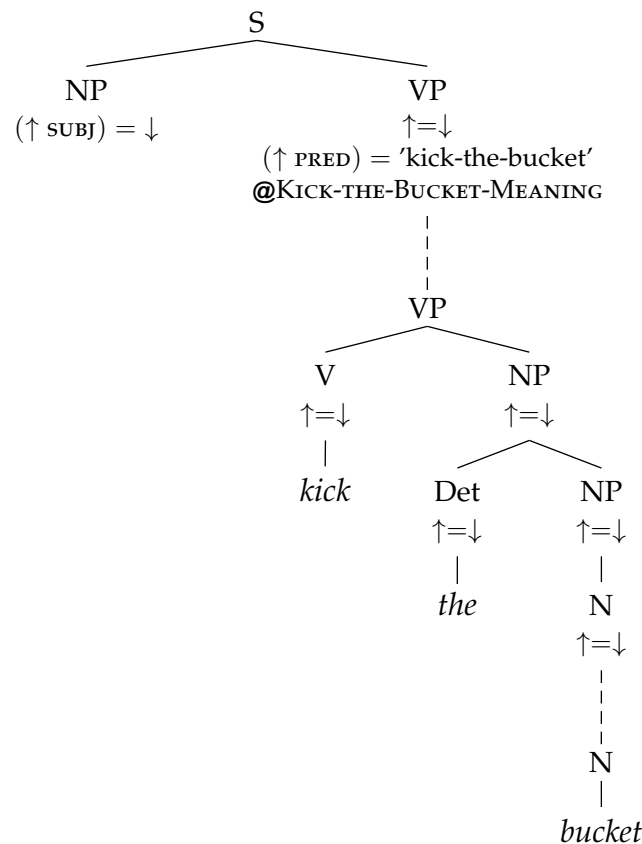 S
NP VP
(↑ SUBJ) = ↓ ↑=↓
(↑ PRED) = ’kick-the-bucket’
@KICK-THE-BUCKET-MEANING
VP
V NP
↑=↓ ↑=↓
kick Det NP
↑=↓ ↑=↓
the N
↑=↓
N
bucket